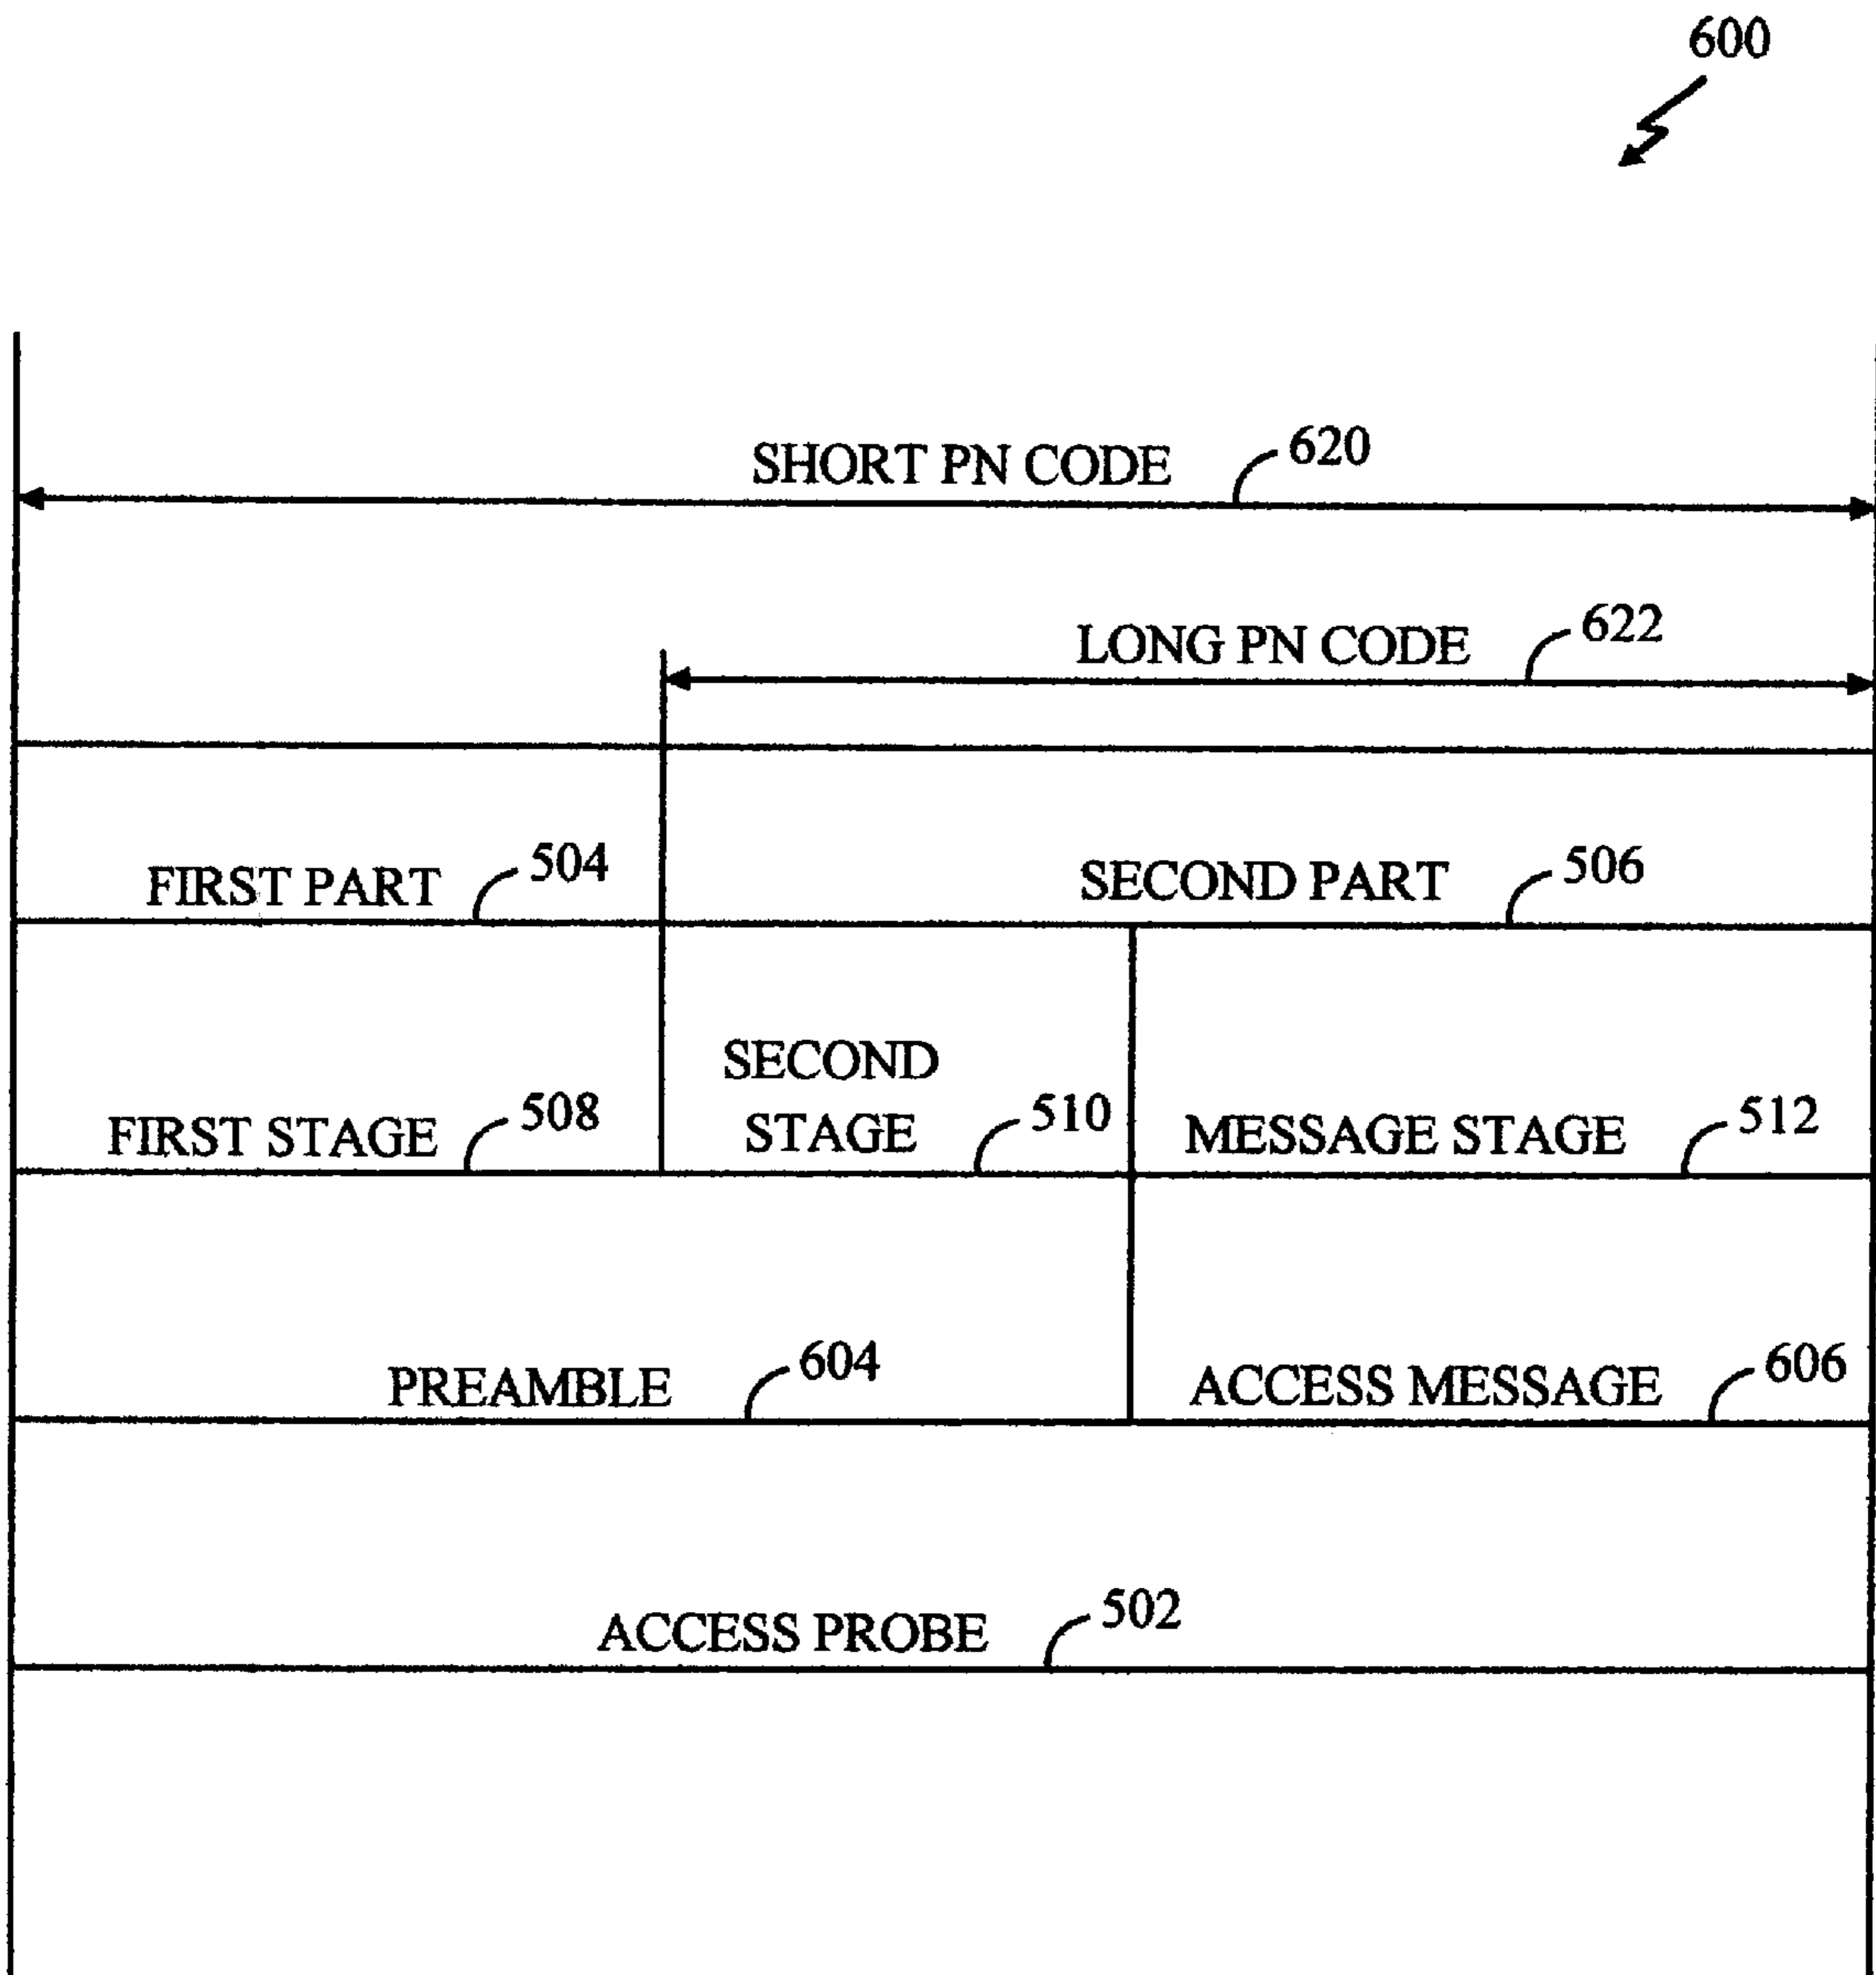 600
SHORT PN CODE 620
LONG PN CODE 622
FIRST PART 504 SECOND PART 506
SECOND
STAGE
FIRST STAGE 508 510 MESSAGE STAGE 512
PREAMBLE 604 ACCESS MESSAGE 606
ACCESS PROBE 502